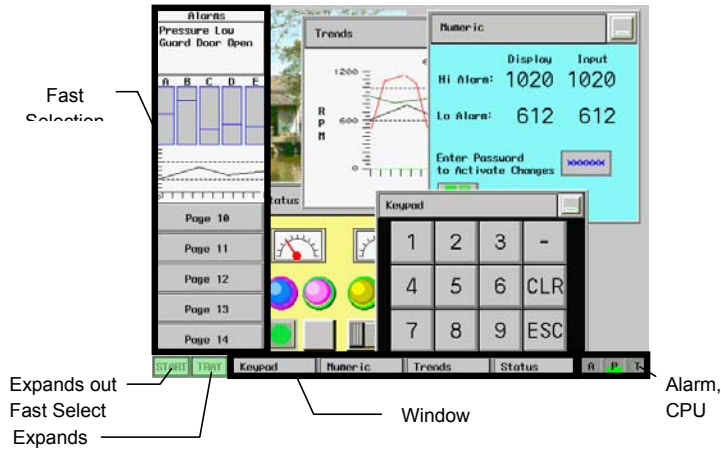 Alarms
Pressure Low
Guard Door Open
A B C D E
Page 10
Page 11
Page 12
Page 13
Page 14
Trends
1200
R
P
M
600
0
Numeric
Display Input
Hi Alarm: 1020 1020
Lo Alarm: 612 612
Enter Password
to Activate Changes
xxxxxx
Keypad
1 2 3 -
4 5 6 CLR
7 8 9 ESC
START TRAY Keypad Numeric Trends Status A P T
Fast
Selection
Expands out
Fast Select
Expands
Window
Alarm,
CPU